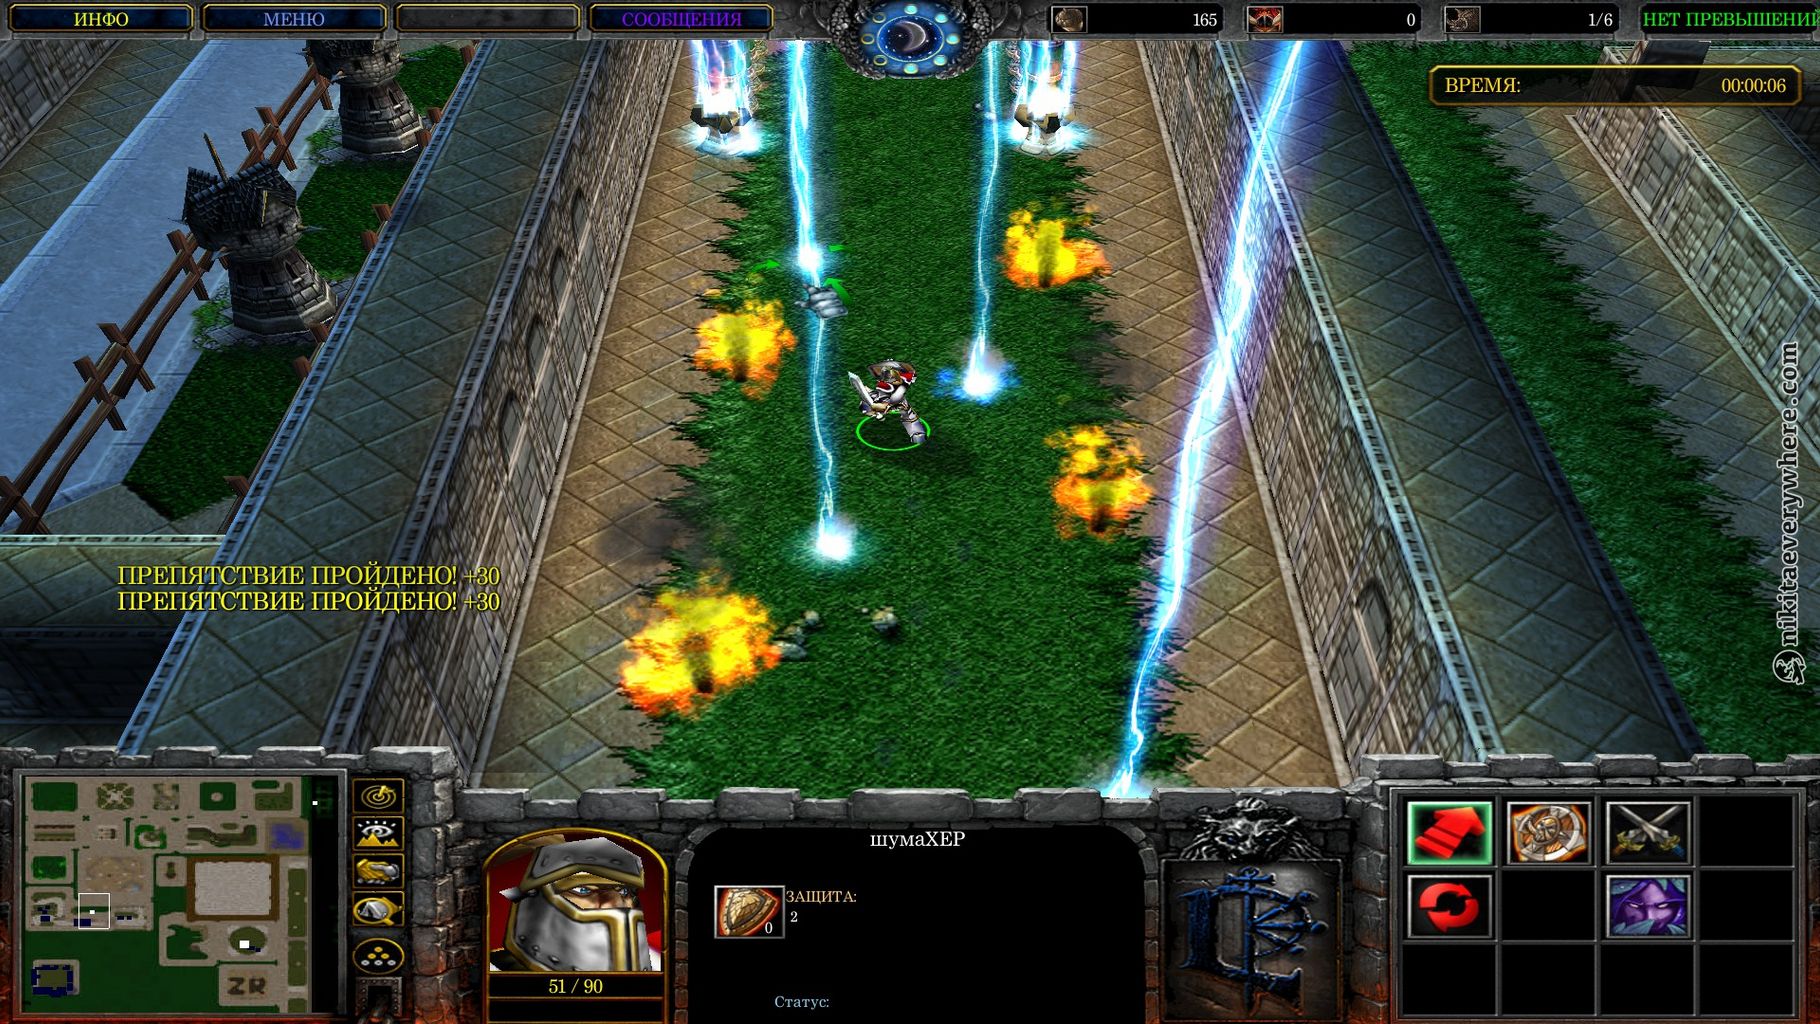 ИНФО
МЕНЮ
СООБЩЕНИЯ
165
0
1/6
НЕТ ПРЕВЫШЕНИЙ
ВРЕМЯ: 00:00:06
nikitaeverywhere.com
ПРЕПЯТСТВИЕ ПРОЙДЕНО! +30
ПРЕПЯТСТВИЕ ПРОЙДЕНО! +30
шумаХЕР
ЗАЩИТА:
2
0
51 / 90
Статус:
ZR